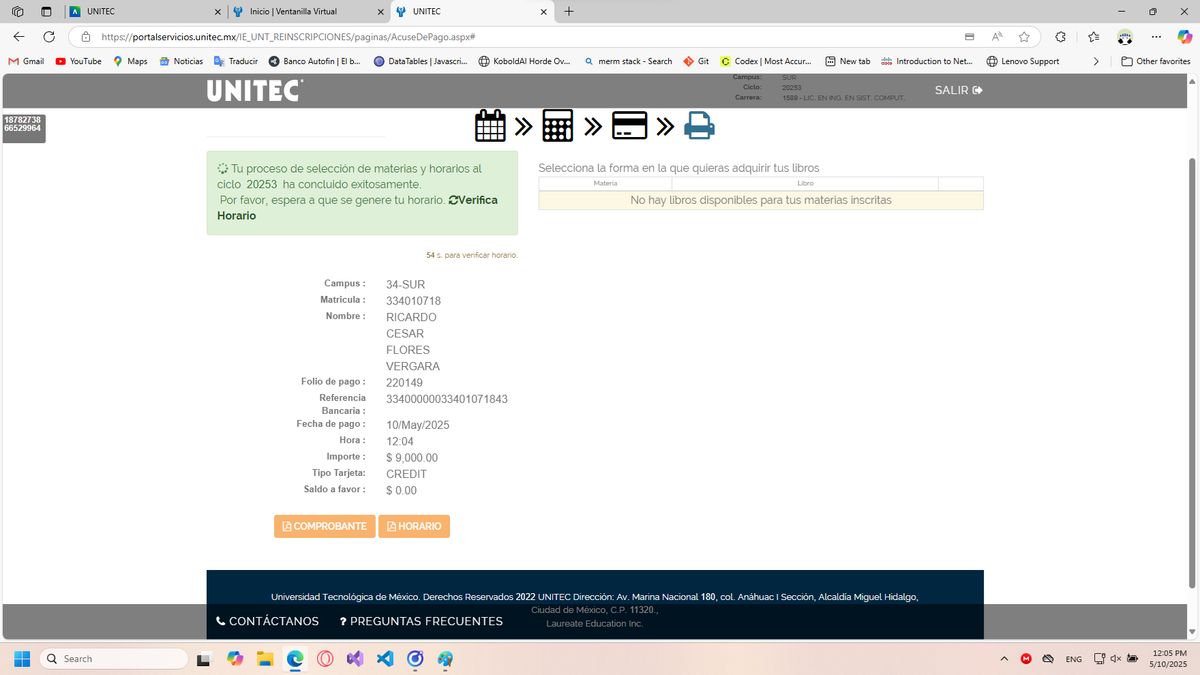 UNITEC
Inicio | Ventanilla Virtual
UNITEC
https://portalservicios.unitec.mx/IE_UNT_REINSCRIPCIONES/paginas/AcuseDePago.aspx#
Gmail
YouTube
Maps
Noticias
Traducir
Banco Autofin | El b...
DataTables | Javascri...
KoboldAI Horde Ov...
merm stack - Search
Git
Codex | Most Accur...
New tab
Introduction to Net...
Lenovo Support
Other favorites
UNITEC
Campus: SUR
Ciclo: 20253
Carrera: 1589 - LIC. EN ING. EN SIST. COMPUT.
SALIR
18782738
66529964
Tu proceso de selección de materias y horarios al
ciclo 20253 ha concluido exitosamente.
Por favor, espera a que se genere tu horario. Verifica
Horario
54 s. para verificar horario.
Selecciona la forma en la que quieras adquirir tus libros
Materia Libro
No hay libros disponibles para tus materias inscritas
Campus : 34-SUR
Matricula : 334010718
Nombre : RICARDO
CESAR
FLORES
VERGARA
Folio de pago : 220149
Referencia 33400000033401071843
Bancaria :
Fecha de pago : 10/May/2025
Hora : 12:04
Importe : $ 9,000.00
Tipo Tarjeta: CREDIT
Saldo a favor : $ 0.00
COMPROBANTE
HORARIO
Universidad Tecnológica de México. Derechos Reservados 2022 UNITEC Dirección: Av. Marina Nacional 180, col. Anáhuac I Sección, Alcaldía Miguel Hidalgo,
Ciudad de México, C.P. 11320.,
Laureate Education Inc.
CONTÁCTANOS
? PREGUNTAS FRECUENTES
Search
ENG
12:05 PM
5/10/2025